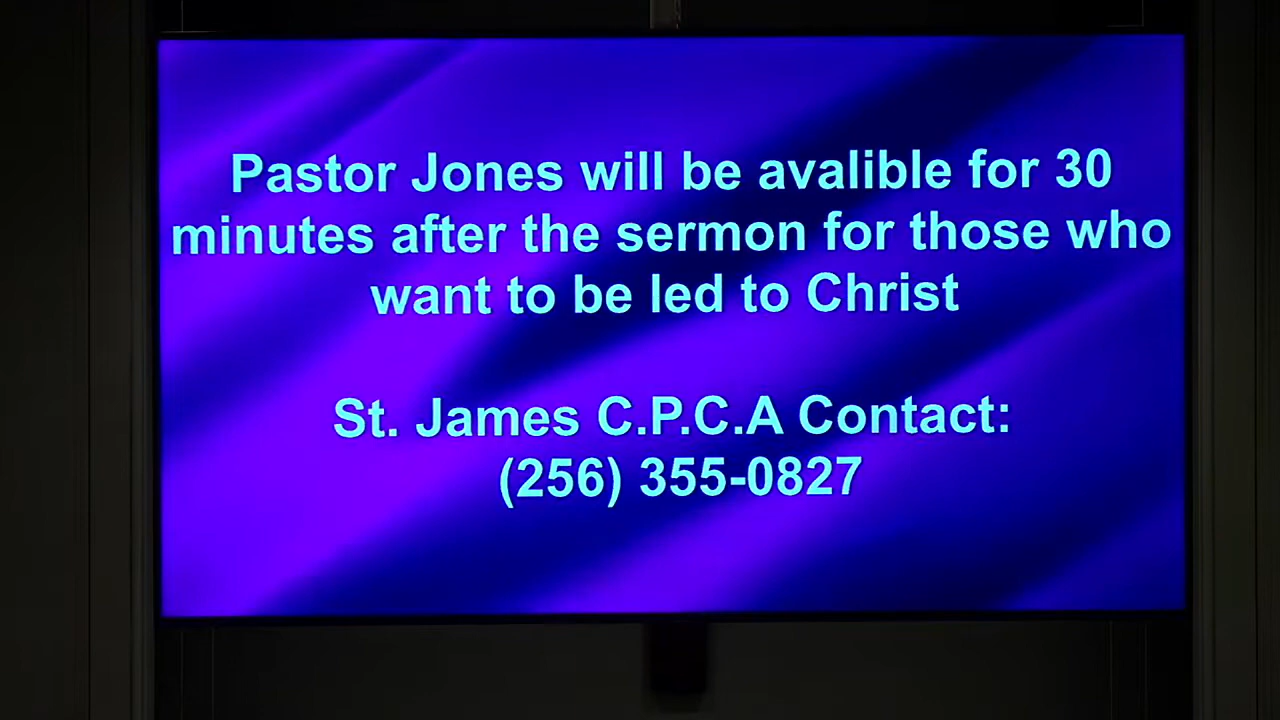 Pastor Jones will be avalible for 30
minutes after the sermon for those who
want to be led to Christ
St. James C.P.C.A Contact:
(256) 355-0827